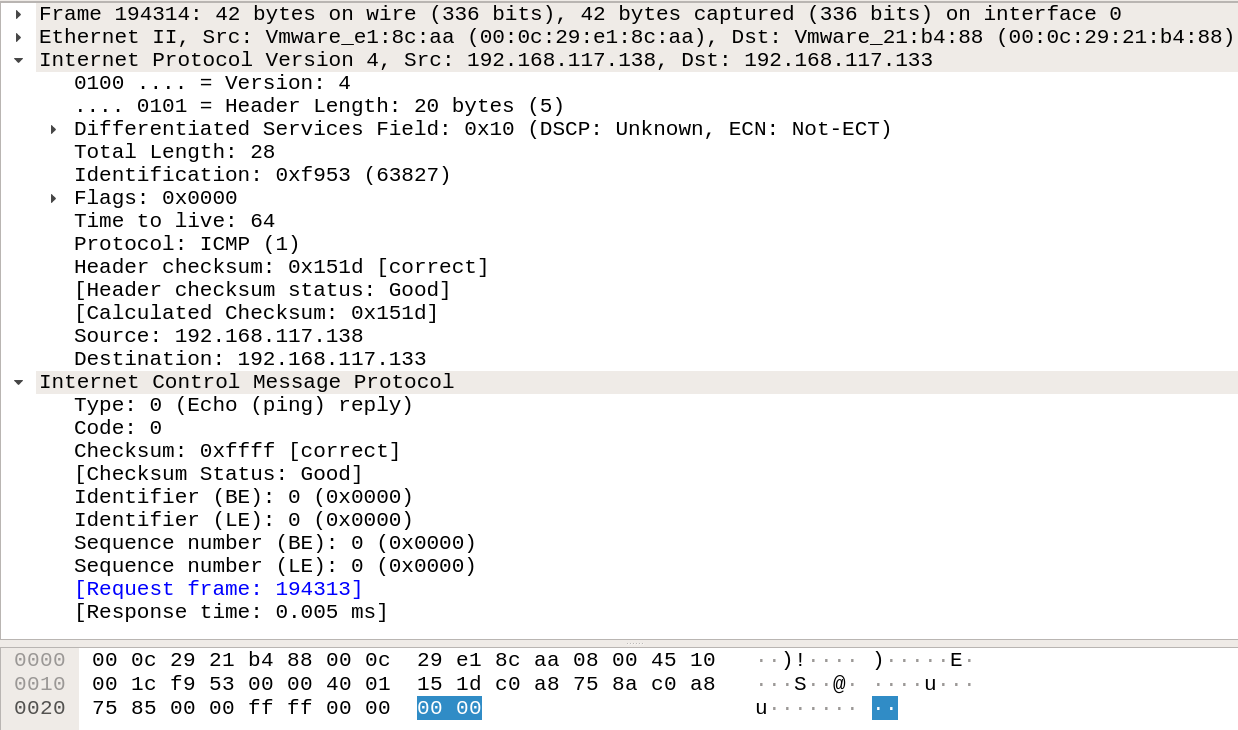 Frame 194314: 42 bytes on wire (336 bits), 42 bytes captured (336 bits) on interface 0
Ethernet II, Src: Vmware_e1:8c:aa (00:0c:29:e1:8c:aa), Dst: Vmware_21:b4:88 (00:0c:29:21:b4:88)
Internet Protocol Version 4, Src: 192.168.117.138, Dst: 192.168.117.133
0100 .... = Version: 4
.... 0101 = Header Length: 20 bytes (5)
Differentiated Services Field: 0x10 (DSCP: Unknown, ECN: Not-ECT)
Total Length: 28
Identification: 0xf953 (63827)
Flags: 0x0000
Time to live: 64
Protocol: ICMP (1)
Header checksum: 0x151d [correct]
[Header checksum status: Good]
[Calculated Checksum: 0x151d]
Source: 192.168.117.138
Destination: 192.168.117.133
Internet Control Message Protocol
Type: 0 (Echo (ping) reply)
Code: 0
Checksum: 0xffff [correct]
[Checksum Status: Good]
Identifier (BE): 0 (0x0000)
Identifier (LE): 0 (0x0000)
Sequence number (BE): 0 (0x0000)
Sequence number (LE): 0 (0x0000)
[Request frame: 194313]
[Response time: 0.005 ms]
0000 00 0c 29 21 b4 88 00 0c 29 e1 8c aa 08 00 45 10 ··)!···· )·····E·
0010 00 1c f9 53 00 00 40 01 15 1d c0 a8 75 8a c0 a8 ···S··@· ····u···
0020 75 85 00 00 ff ff 00 00 00 00 u······· ··